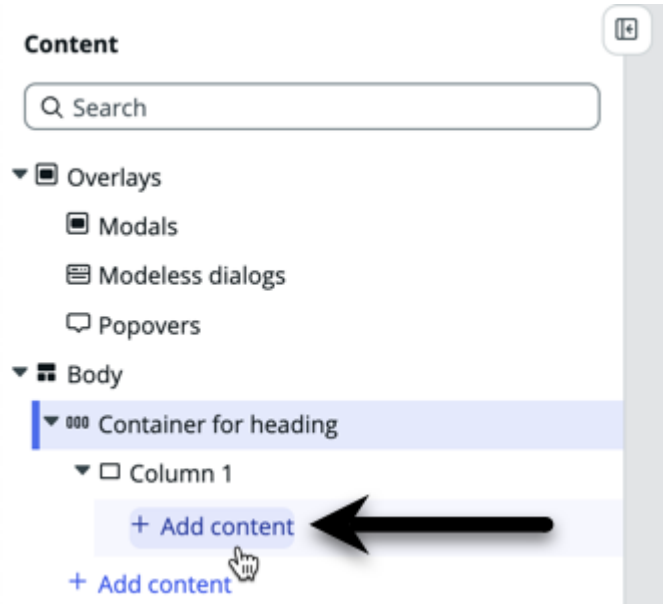 Content
Search
Overlays
Modals
Modeless dialogs
Popovers
Body
Container for heading
Column 1
+ Add content
+ Add content